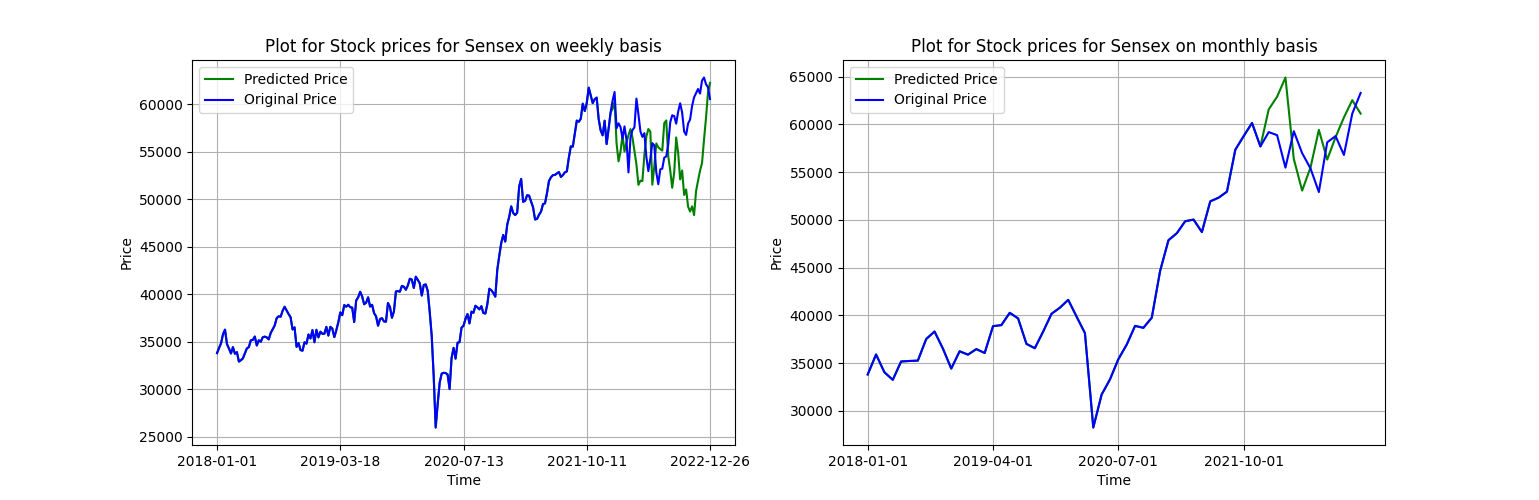 Plot for Stock prices for Sensex on weekly basis
Predicted Price
Original Price
60000
55000
50000
45000
40000
35000
30000
25000
Price
2018-01-01 2019-03-18 2020-07-13 2021-10-11 2022-12-26
Time
Plot for Stock prices for Sensex on monthly basis
Predicted Price
Original Price
65000
60000
55000
50000
45000
40000
35000
30000
Price
2018-01-01 2019-04-01 2020-07-01 2021-10-01
Time